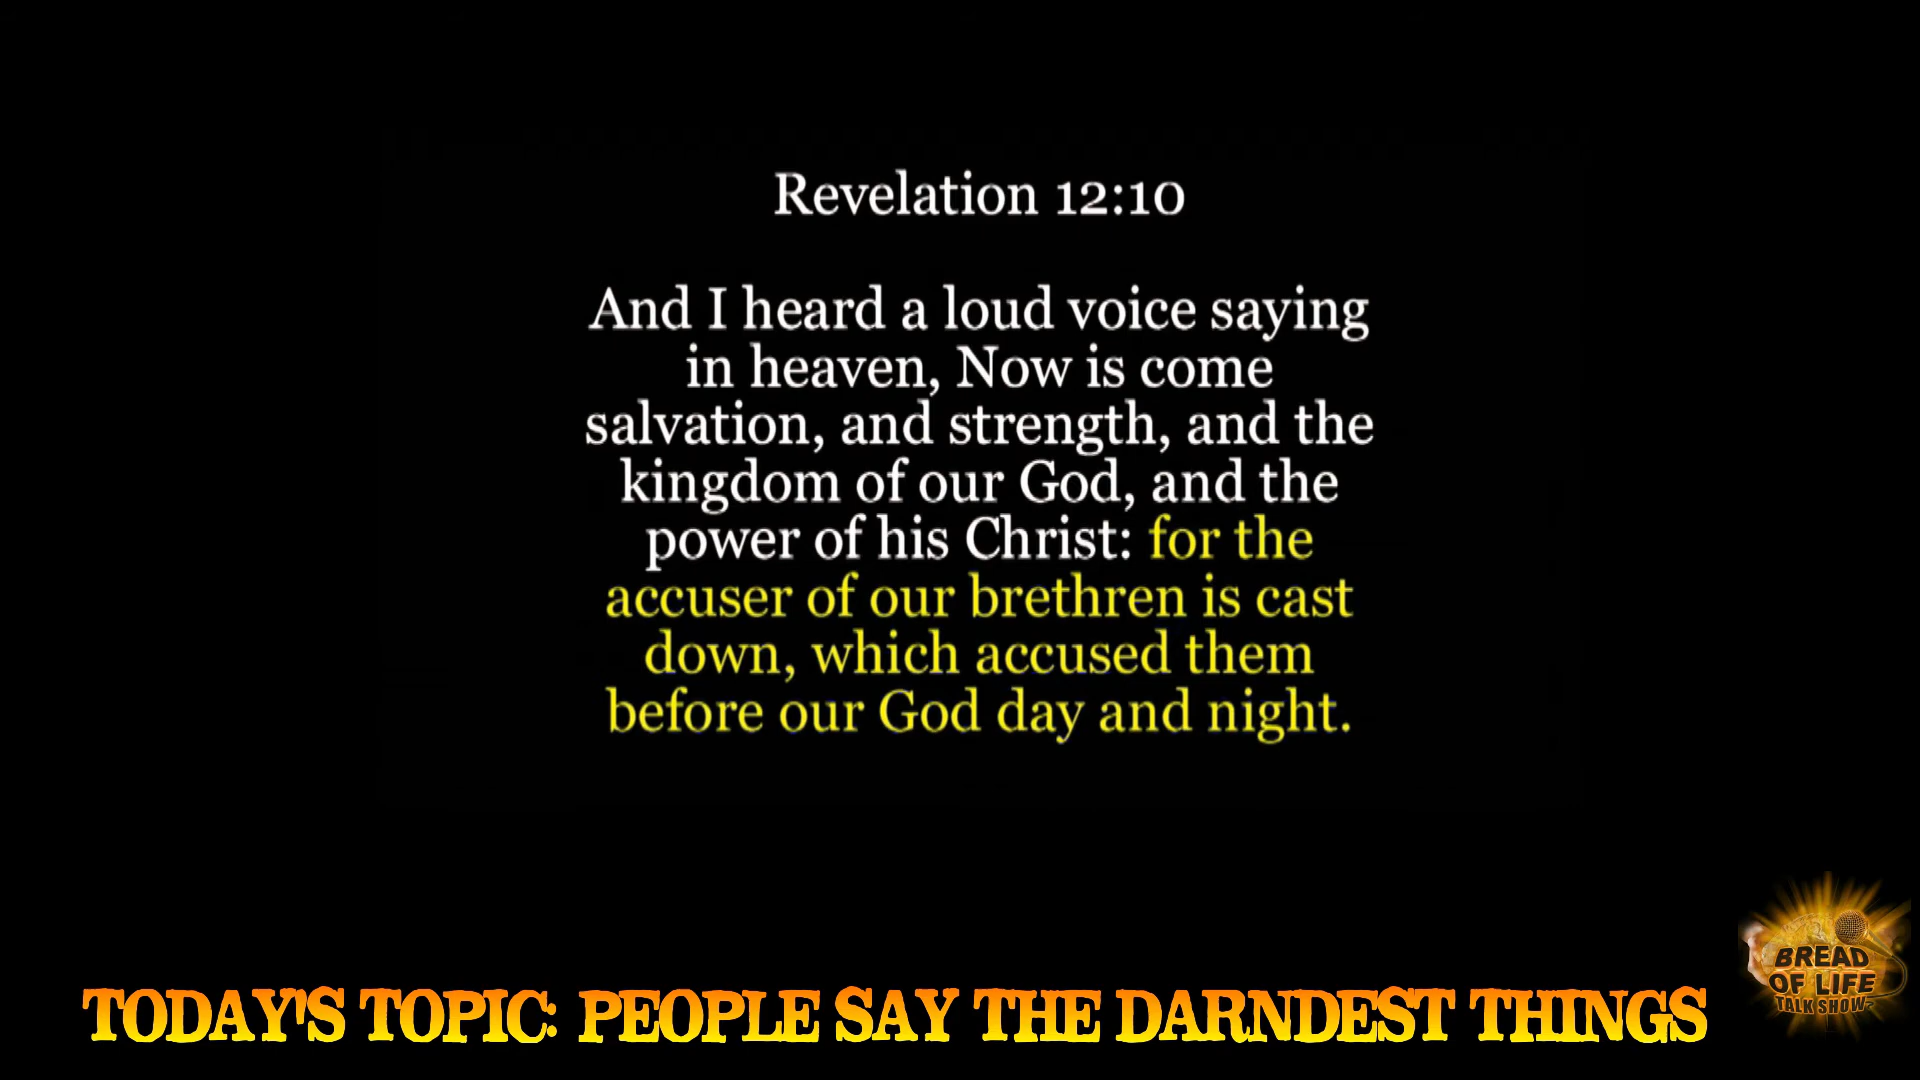 Revelation 12:10
And I heard a loud voice saying
in heaven, Now is come
salvation, and strength, and the
kingdom of our God, and the
power of his Christ: for the
accuser of our brethren is cast
down, which accused them
before our God day and night.
BREAD
OF LIFE
TALK SHOW
TODAY'S TOPIC: PEOPLE SAY THE DARNDEST THINGS